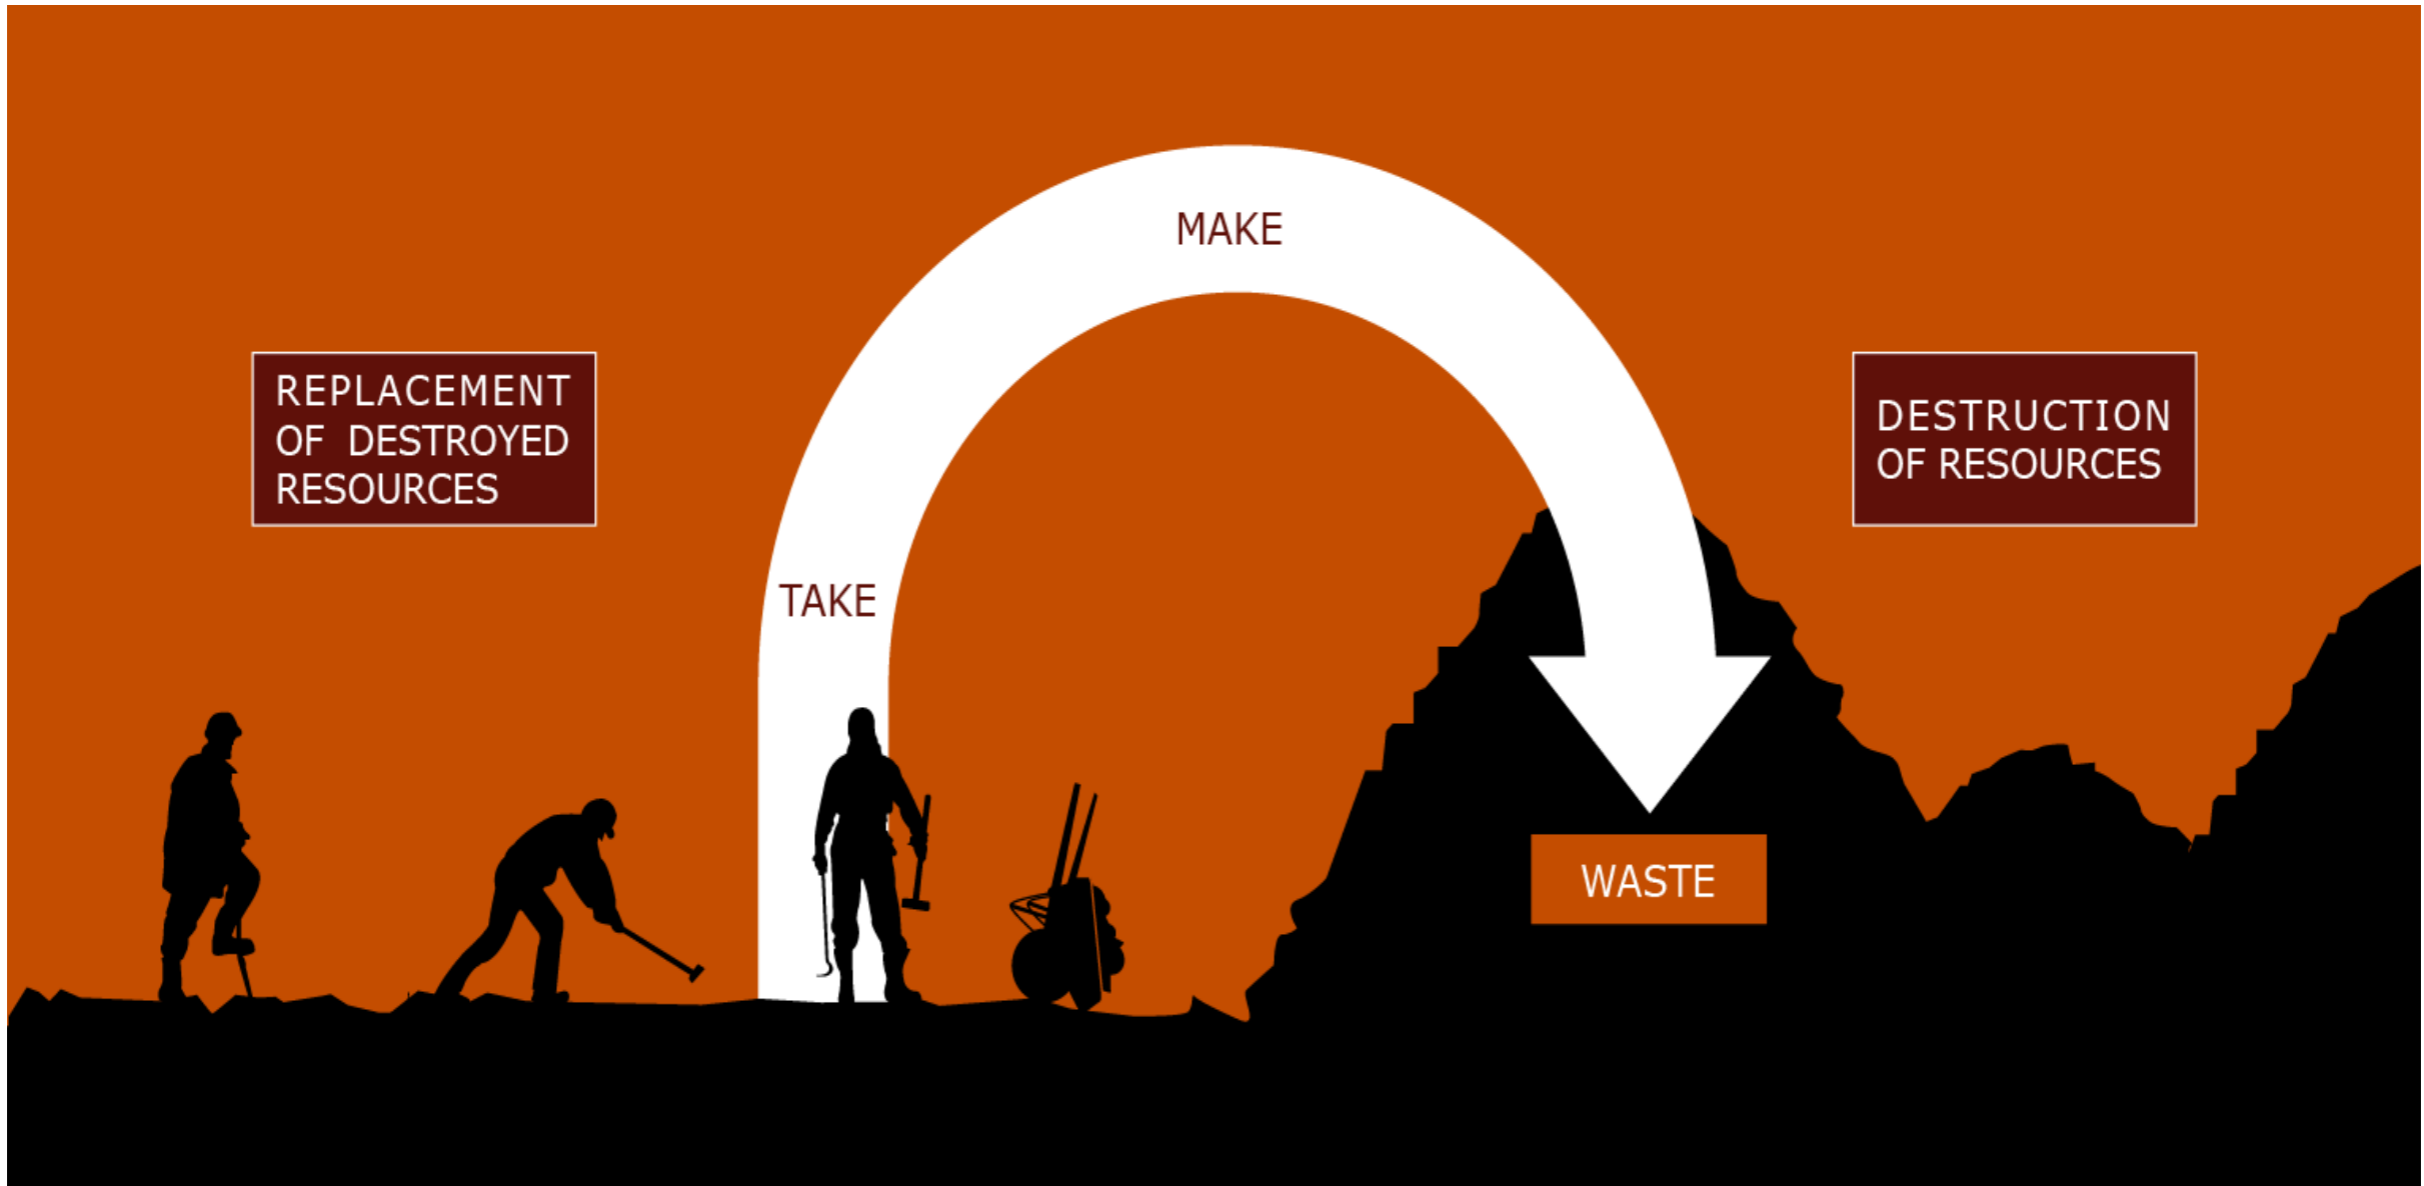 MAKE
REPLACEMENT
OF DESTROYED
RESOURCES
DESTRUCTION
OF RESOURCES
TAKE
WASTE